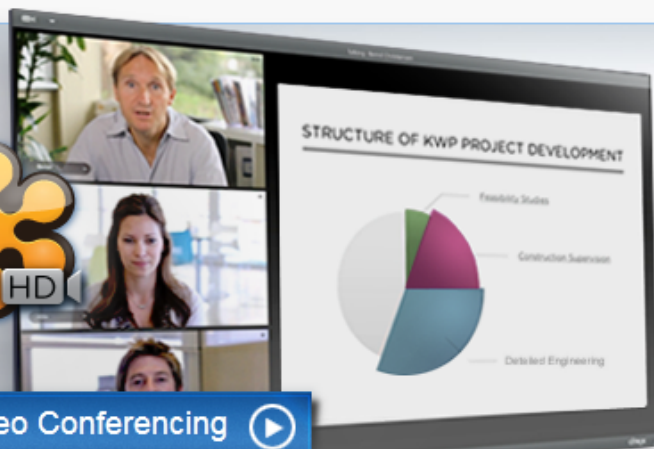 STRUCTURE OF KWP PROJECT DEVELOPMENT
Feasibility Studies
Construction Supervision
Detailed Engineering
HD
eo Conferencing